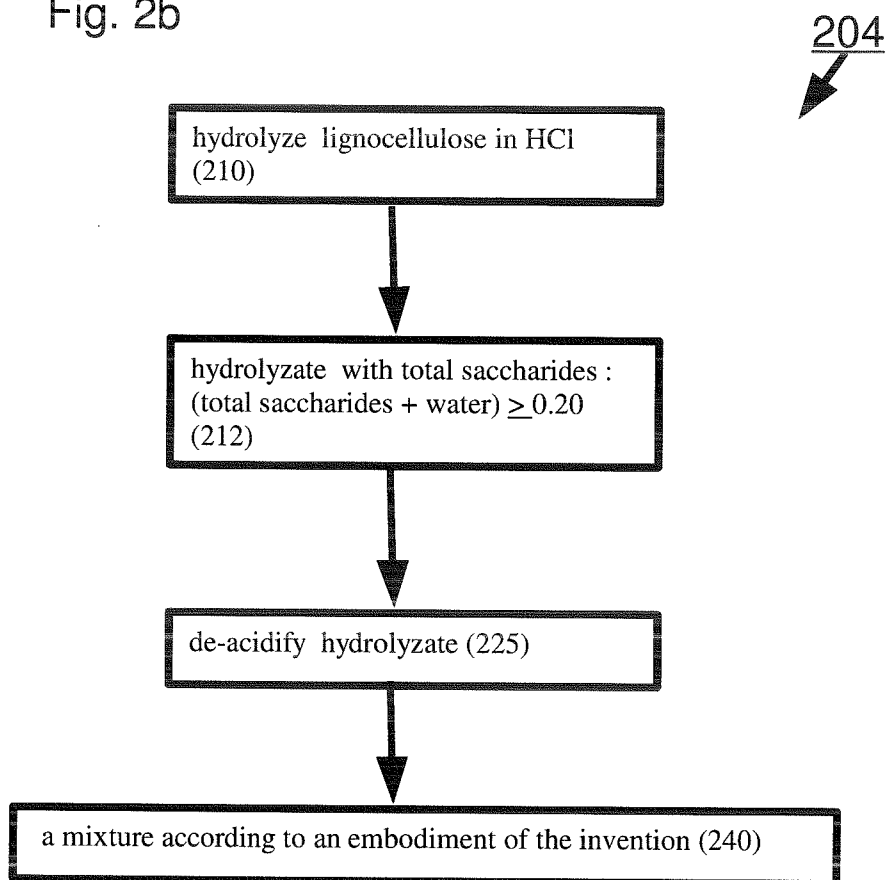 Fig. 2b
204
hydrolyze lignocellulose in HCl
(210)
hydrolyzate with total saccharides :
(total saccharides + water) ≥ 0.20
(212)
de-acidify hydrolyzate (225)
a mixture according to an embodiment of the invention (240)